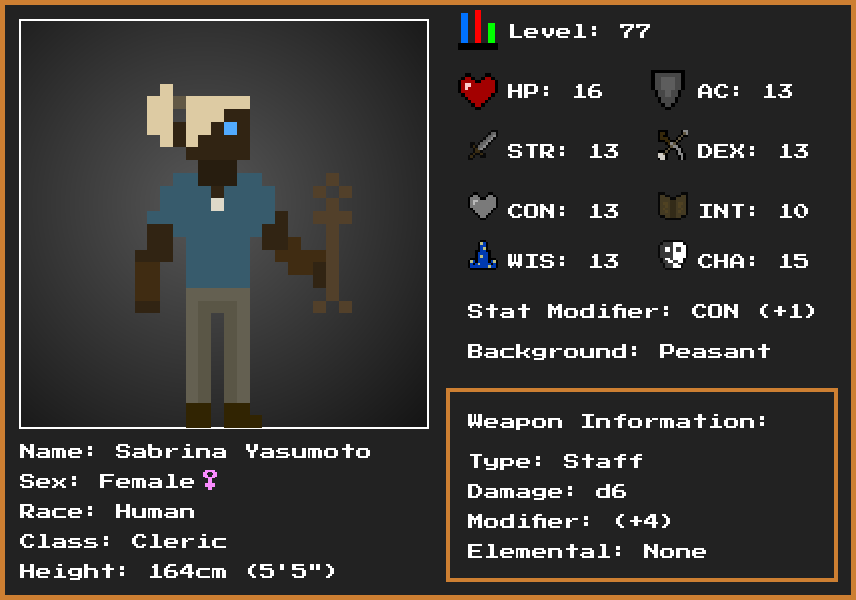 Level: 77
HP: 16
AC: 13
STR: 13
DEX: 13
CON: 13
INT: 10
WIS: 13
CHA: 15
Stat Modifier: CON (+1)
Background: Peasant
Weapon Information:
Type: Staff
Damage: d6
Modifier: (+4)
Elemental: None
Name: Sabrina Yasumoto
Sex: Female♀
Race: Human
Class: Cleric
Height: 164cm (5'5")